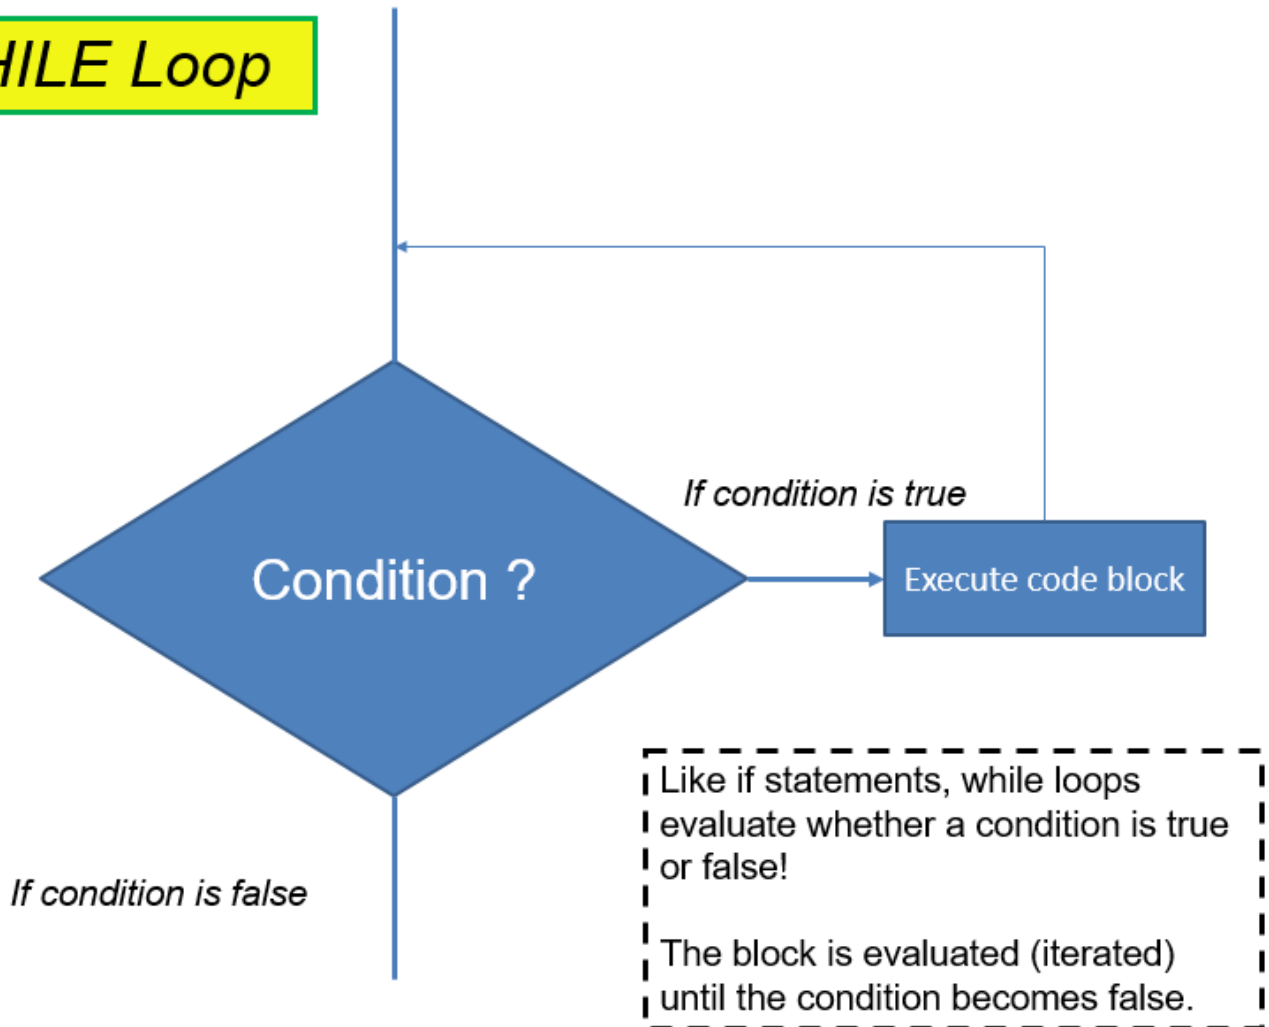 HILE Loop
If condition is true
Condition ?
Execute code block
If condition is false
Like if statements, while loops
evaluate whether a condition is true
or false!
The block is evaluated (iterated)
until the condition becomes false.